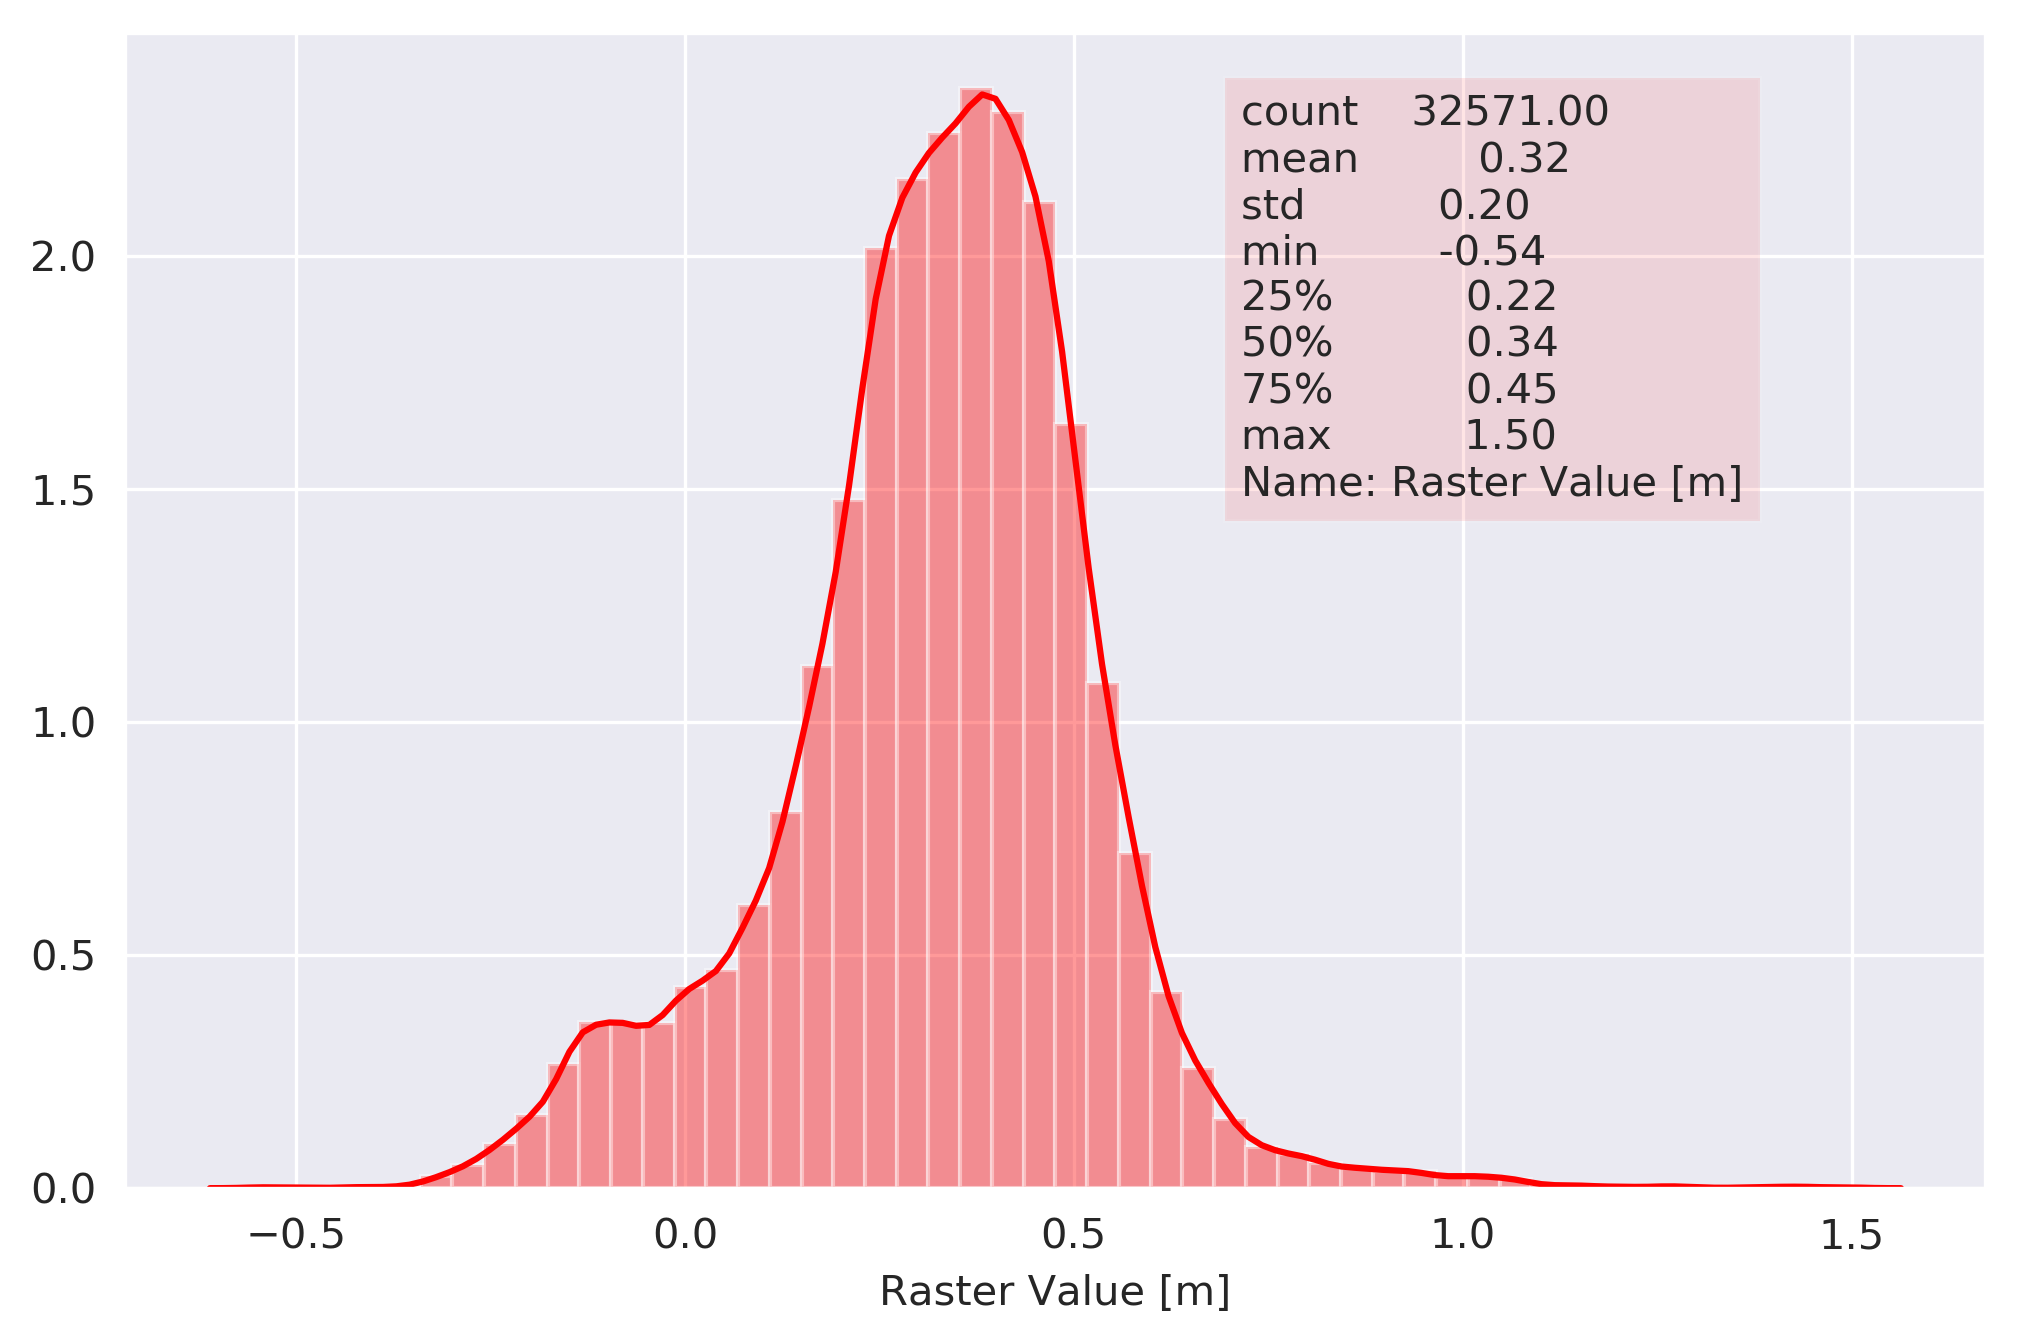 count 32571.00
mean 0.32
std 0.20
min -0.54
25% 0.22
50% 0.34
75% 0.45
max 1.50
Name: Raster Value [m]
2.0
1.5
1.0
0.5
0.0
−0.5 0.0 0.5 1.0 1.5
Raster Value [m]